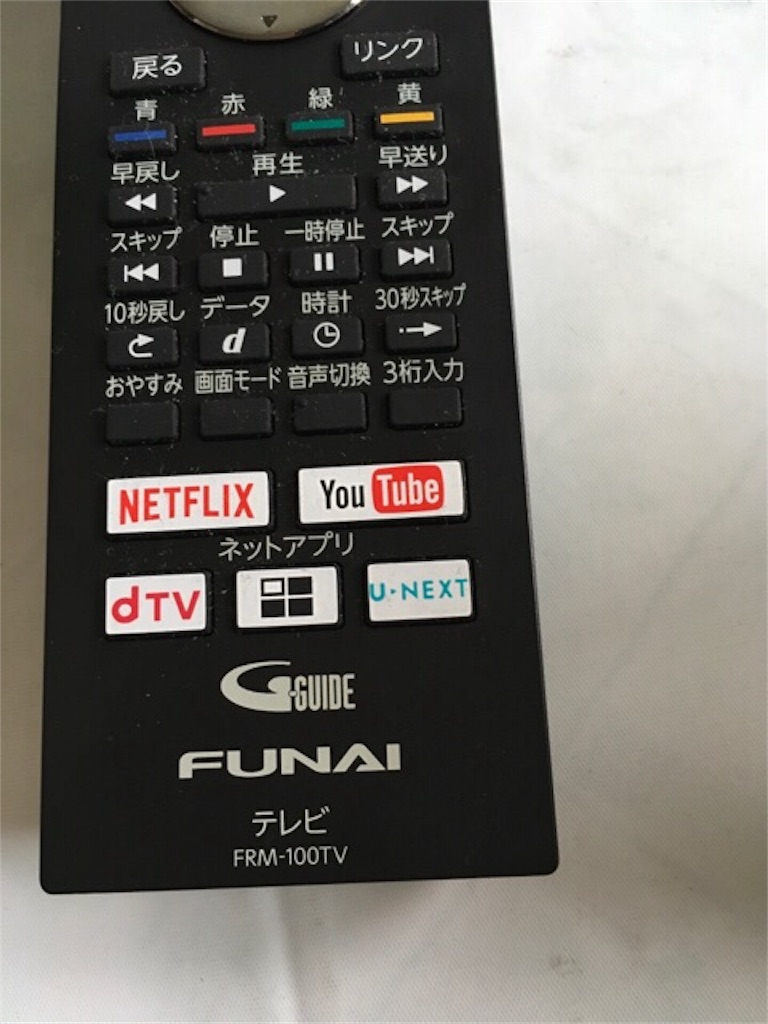 戻る リンク
青 赤 緑 黄
早戻し 再生 早送り
スキップ 停止 一時停止 スキップ
10秒戻し データ 時計 30秒スキップ
d
おやすみ 画面モード 音声切換 3桁入力
NETFLIX YouTube
ネットアプリ
dTV U-NEXT
G-GUIDE
FUNAI
テレビ
FRM-100TV